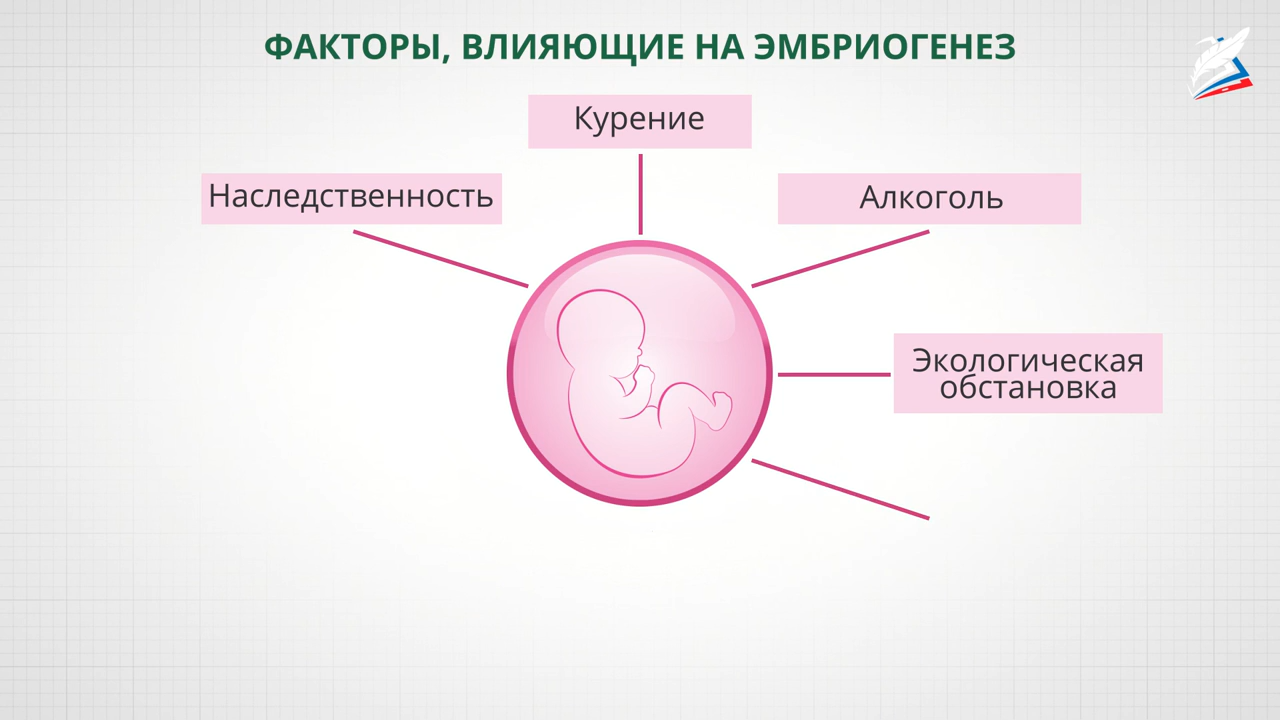 ФАКТОРЫ, ВЛИЯЮЩИЕ НА ЭМБРИОГЕНЕЗ
Курение
Наследственность
Алкоголь
Экологическая
обстановка